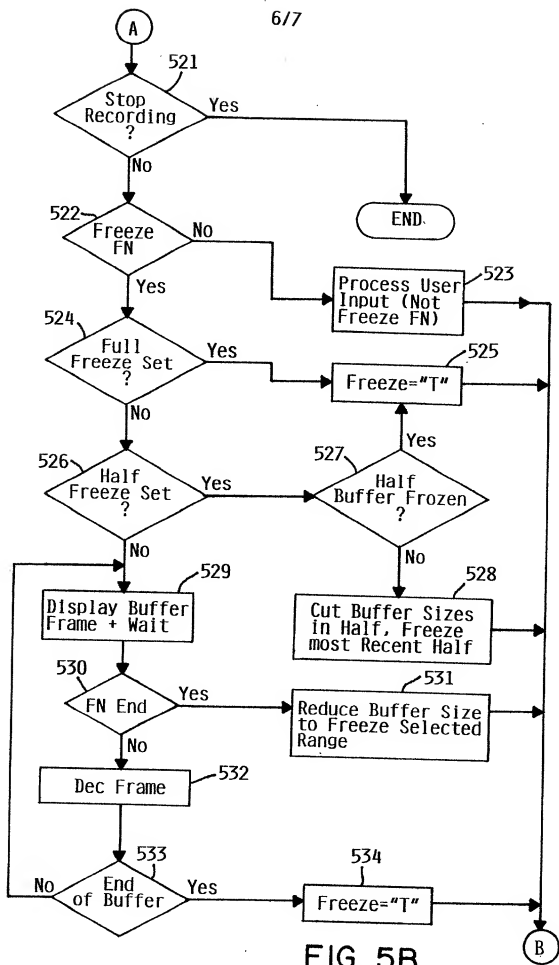 6/7
A
521
Stop
Recording
?
Yes
No
END
522
Freeze
FN
No
Yes
523
Process User
Input (Not
Freeze FN)
524
Full
Freeze Set
?
Yes
No
525
Freeze="T"
526
Half
Freeze Set
?
Yes
No
527
Half
Buffer Frozen
?
Yes
No
528
Cut Buffer Sizes
in Half, Freeze
most Recent Half
529
Display Buffer
Frame + Wait
530
FN End
Yes
No
531
Reduce Buffer Size
to Freeze Selected
Range
532
Dec Frame
533
End
of Buffer
No
Yes
534
Freeze="T"
B
FIG 5B